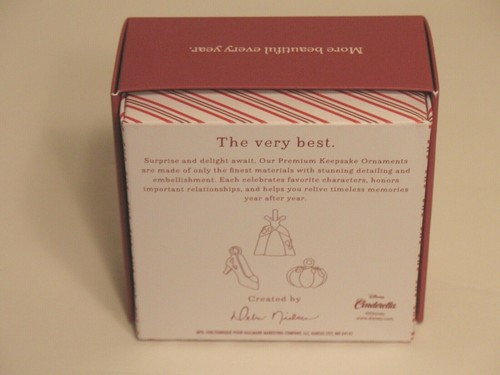 More beautiful every year.
The very best.
Surprise and delight await. Our Premium Keepsake Ornaments
are made of only the finest materials with stunning detailing and
embellishment. Each celebrates favorite characters, honors
important relationships, and helps you relive timeless memories
year after year.
Created by
Disney
Cinderella
©Disney